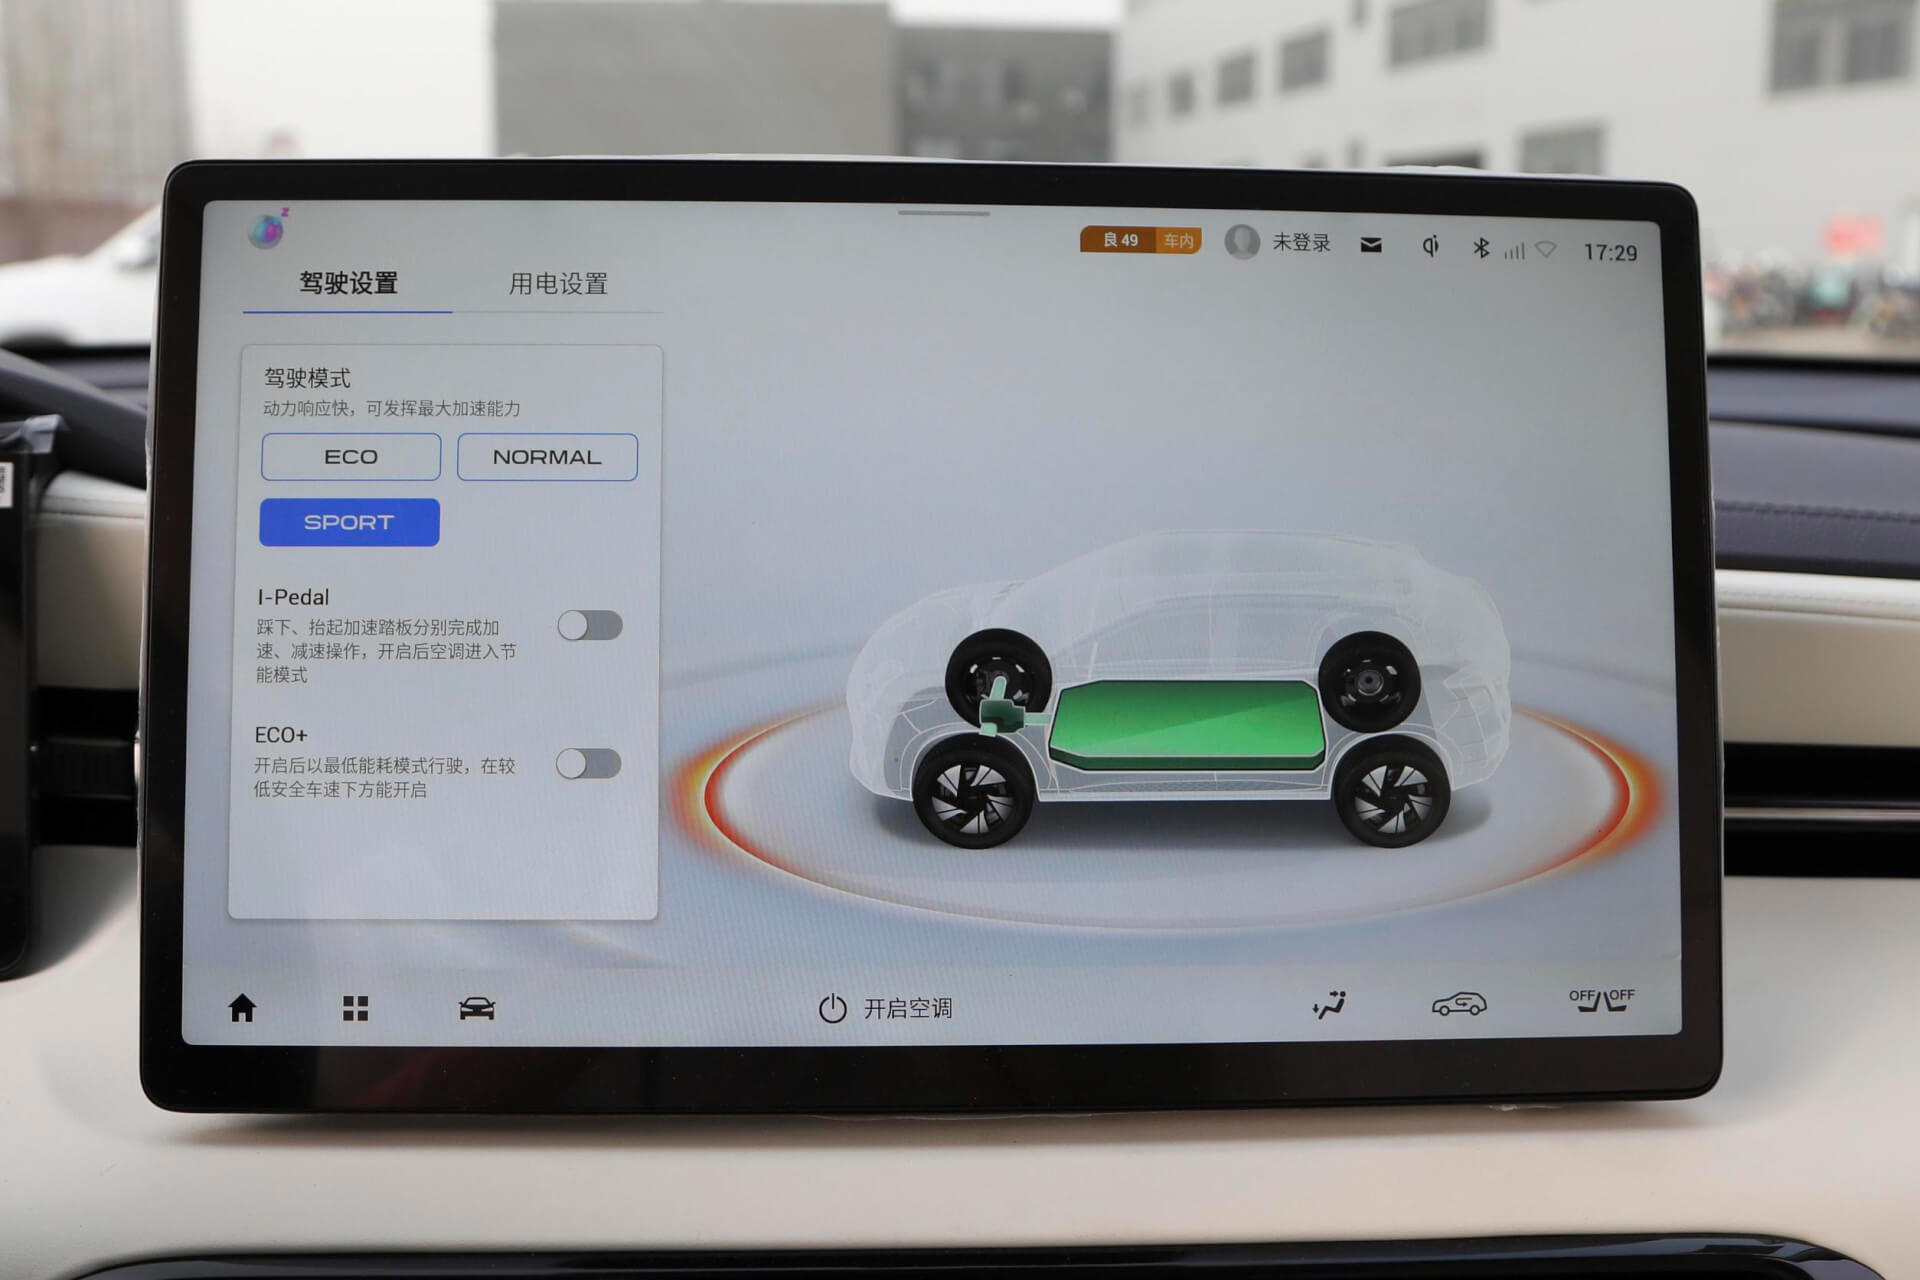 良 49 车内
未登录
17:29
驾驶设置
用电设置
驾驶模式
动力响应快，可发挥最大加速能力
ECO
NORMAL
SPORT
I-Pedal
踩下、抬起加速踏板分别完成加
速、减速操作，开启后空调进入节
能模式
ECO+
开启后以最低能耗模式行驶，在较
低安全车速下方能开启
开启空调
OFF OFF